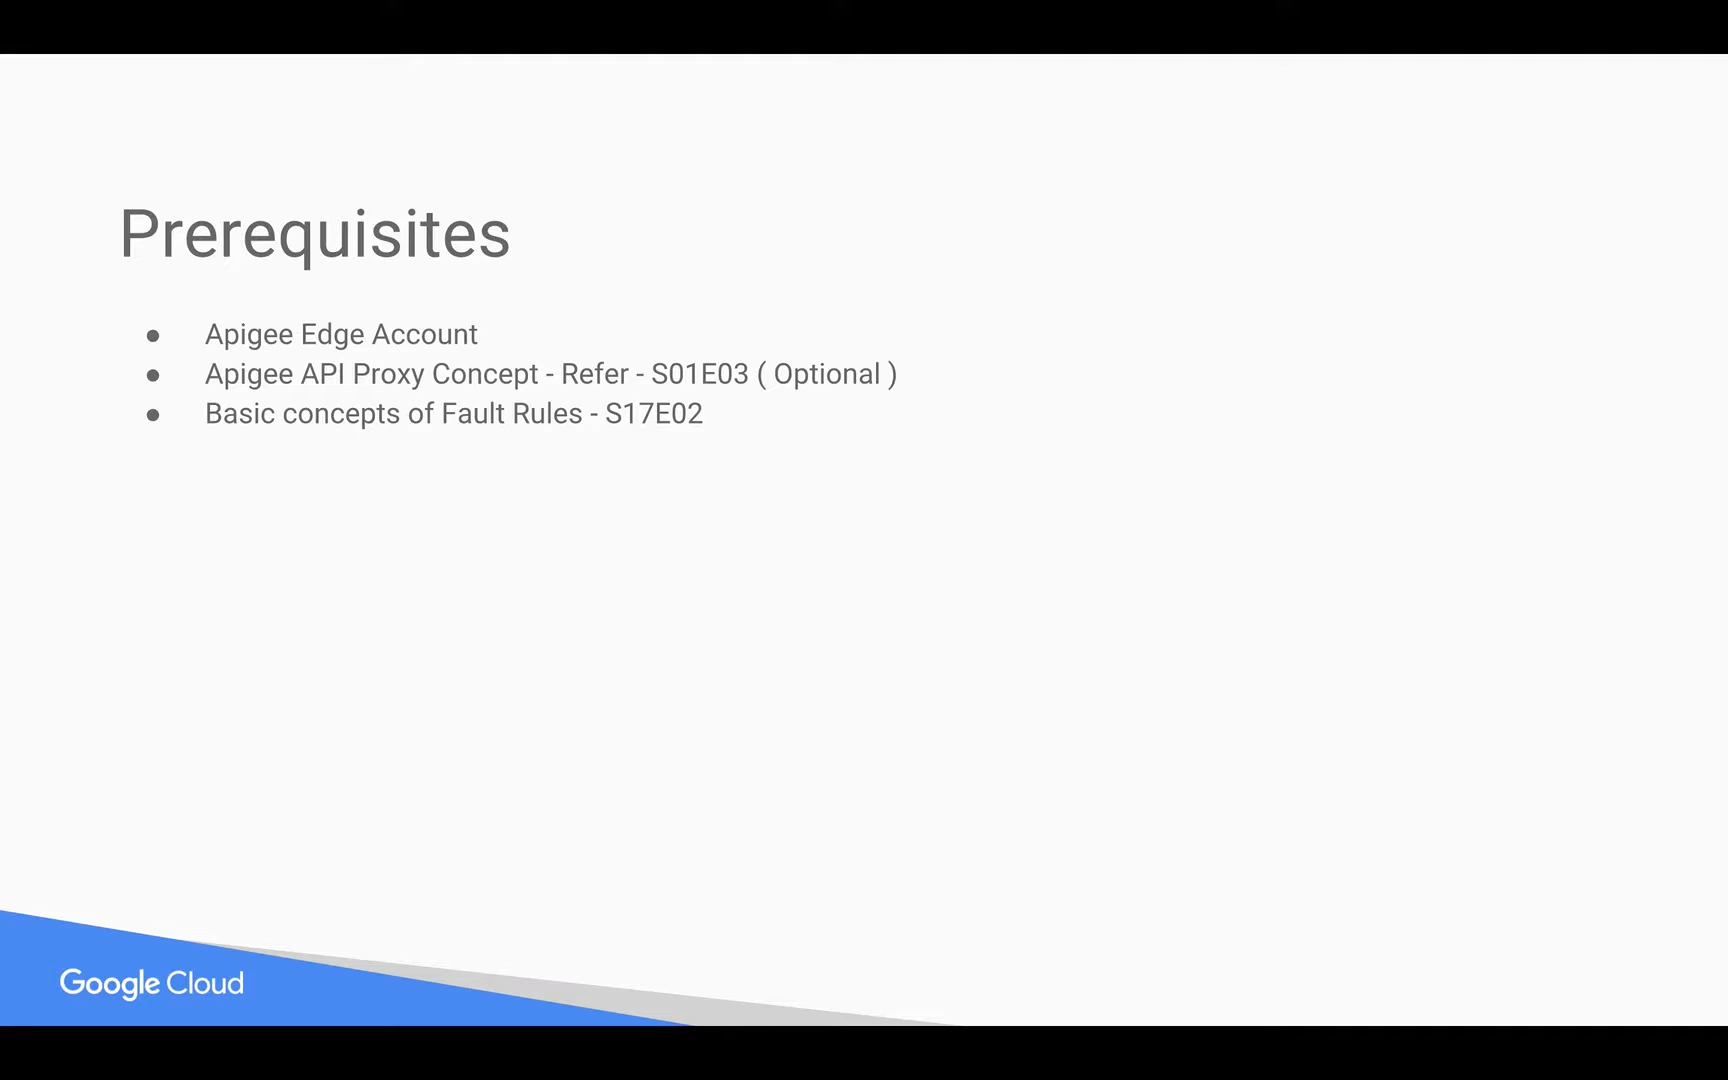 Prerequisites
● Apigee Edge Account
● Apigee API Proxy Concept - Refer - S01E03 ( Optional )
● Basic concepts of Fault Rules - S17E02
Google Cloud